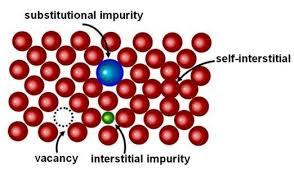 substitutional impurity
self-interstitial
vacancy
interstitial impurity